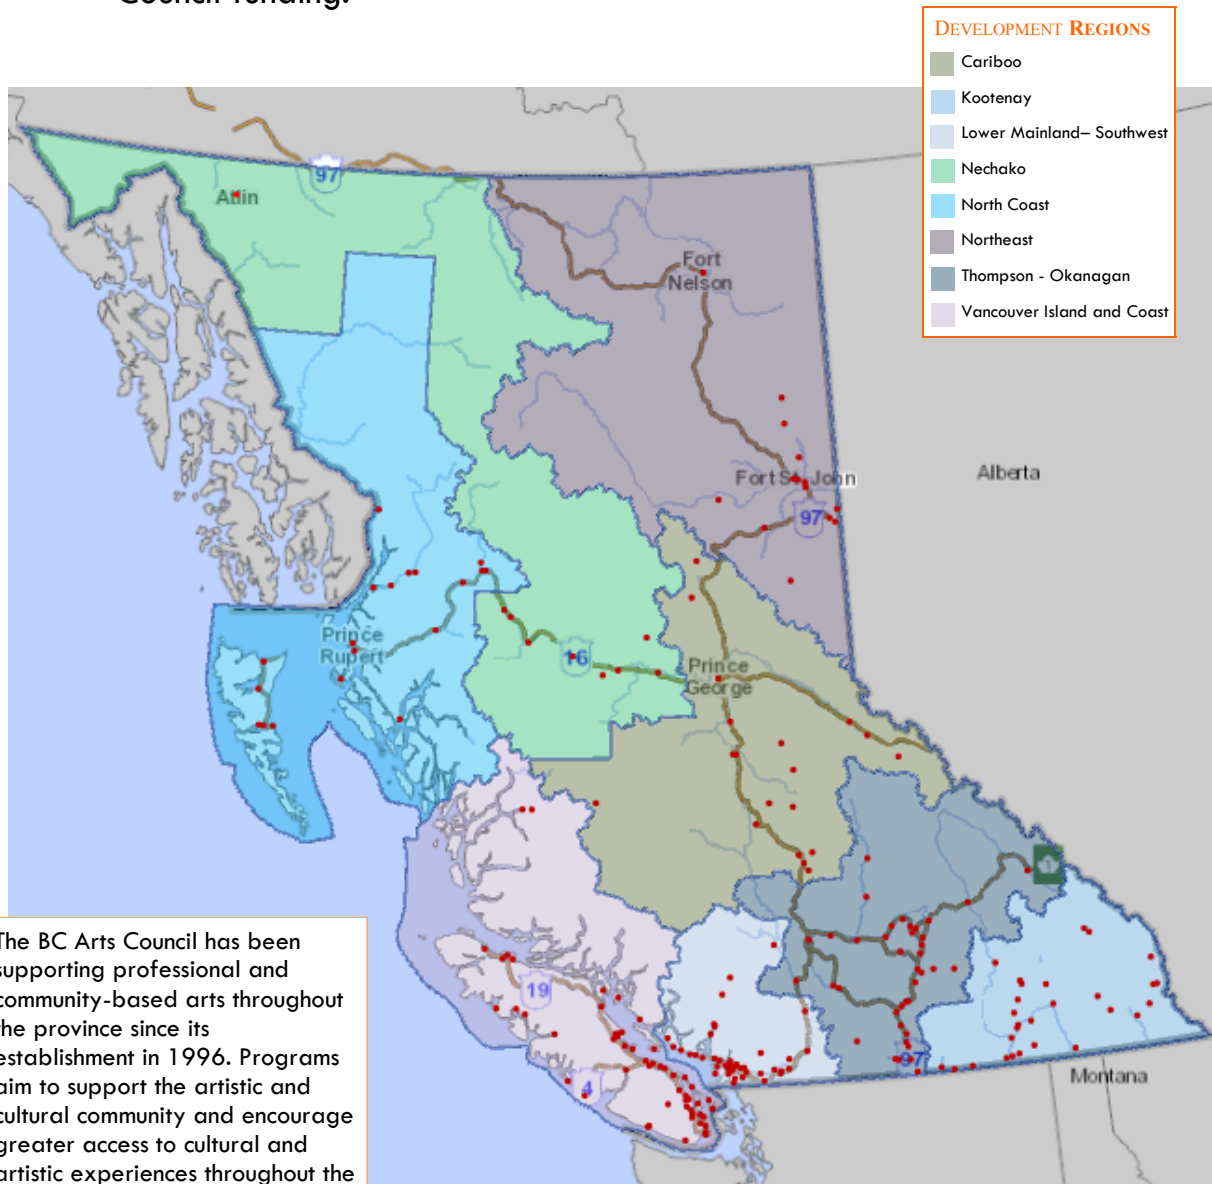 Council funding.
DEVELOPMENT REGIONS
Cariboo
Kootenay
Lower Mainland– Southwest
Nechako
North Coast
Northeast
Thompson - Okanagan
Vancouver Island and Coast
97
Atlin
Fort
Nelson
Alberta
Fort St. John
97
Prince
Rupert
16
Prince
George
1
19
4
97
Montana
The BC Arts Council has been
supporting professional and
community-based arts throughout
the province since its
establishment in 1996. Programs
aim to support the artistic and
cultural community and encourage
greater access to cultural and
artistic experiences throughout the